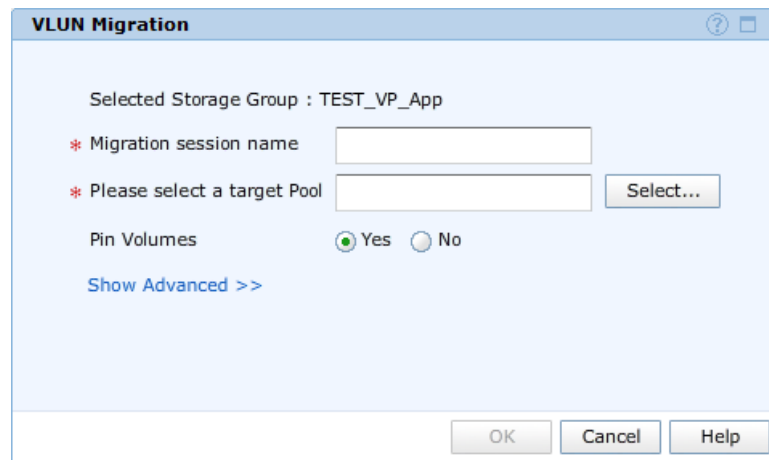 VLUN Migration
Selected Storage Group : TEST_VP_App
* Migration session name
* Please select a target Pool Select...
Pin Volumes Yes No
Show Advanced >>
OK Cancel Help